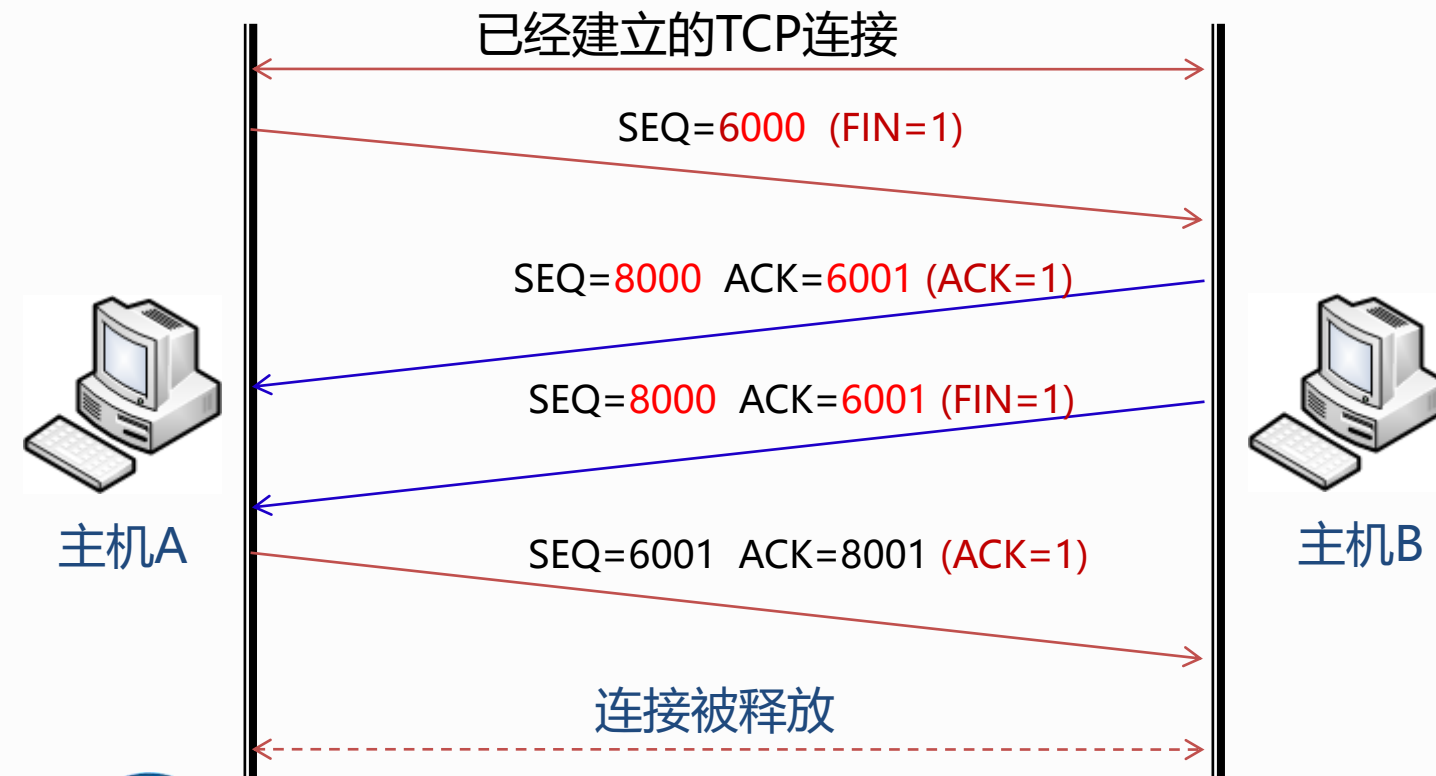 已经建立的TCP连接
SEQ=6000 (FIN=1)
SEQ=8000 ACK=6001 (ACK=1)
SEQ=8000 ACK=6001 (FIN=1)
主机A
主机B
SEQ=6001 ACK=8001 (ACK=1)
连接被释放